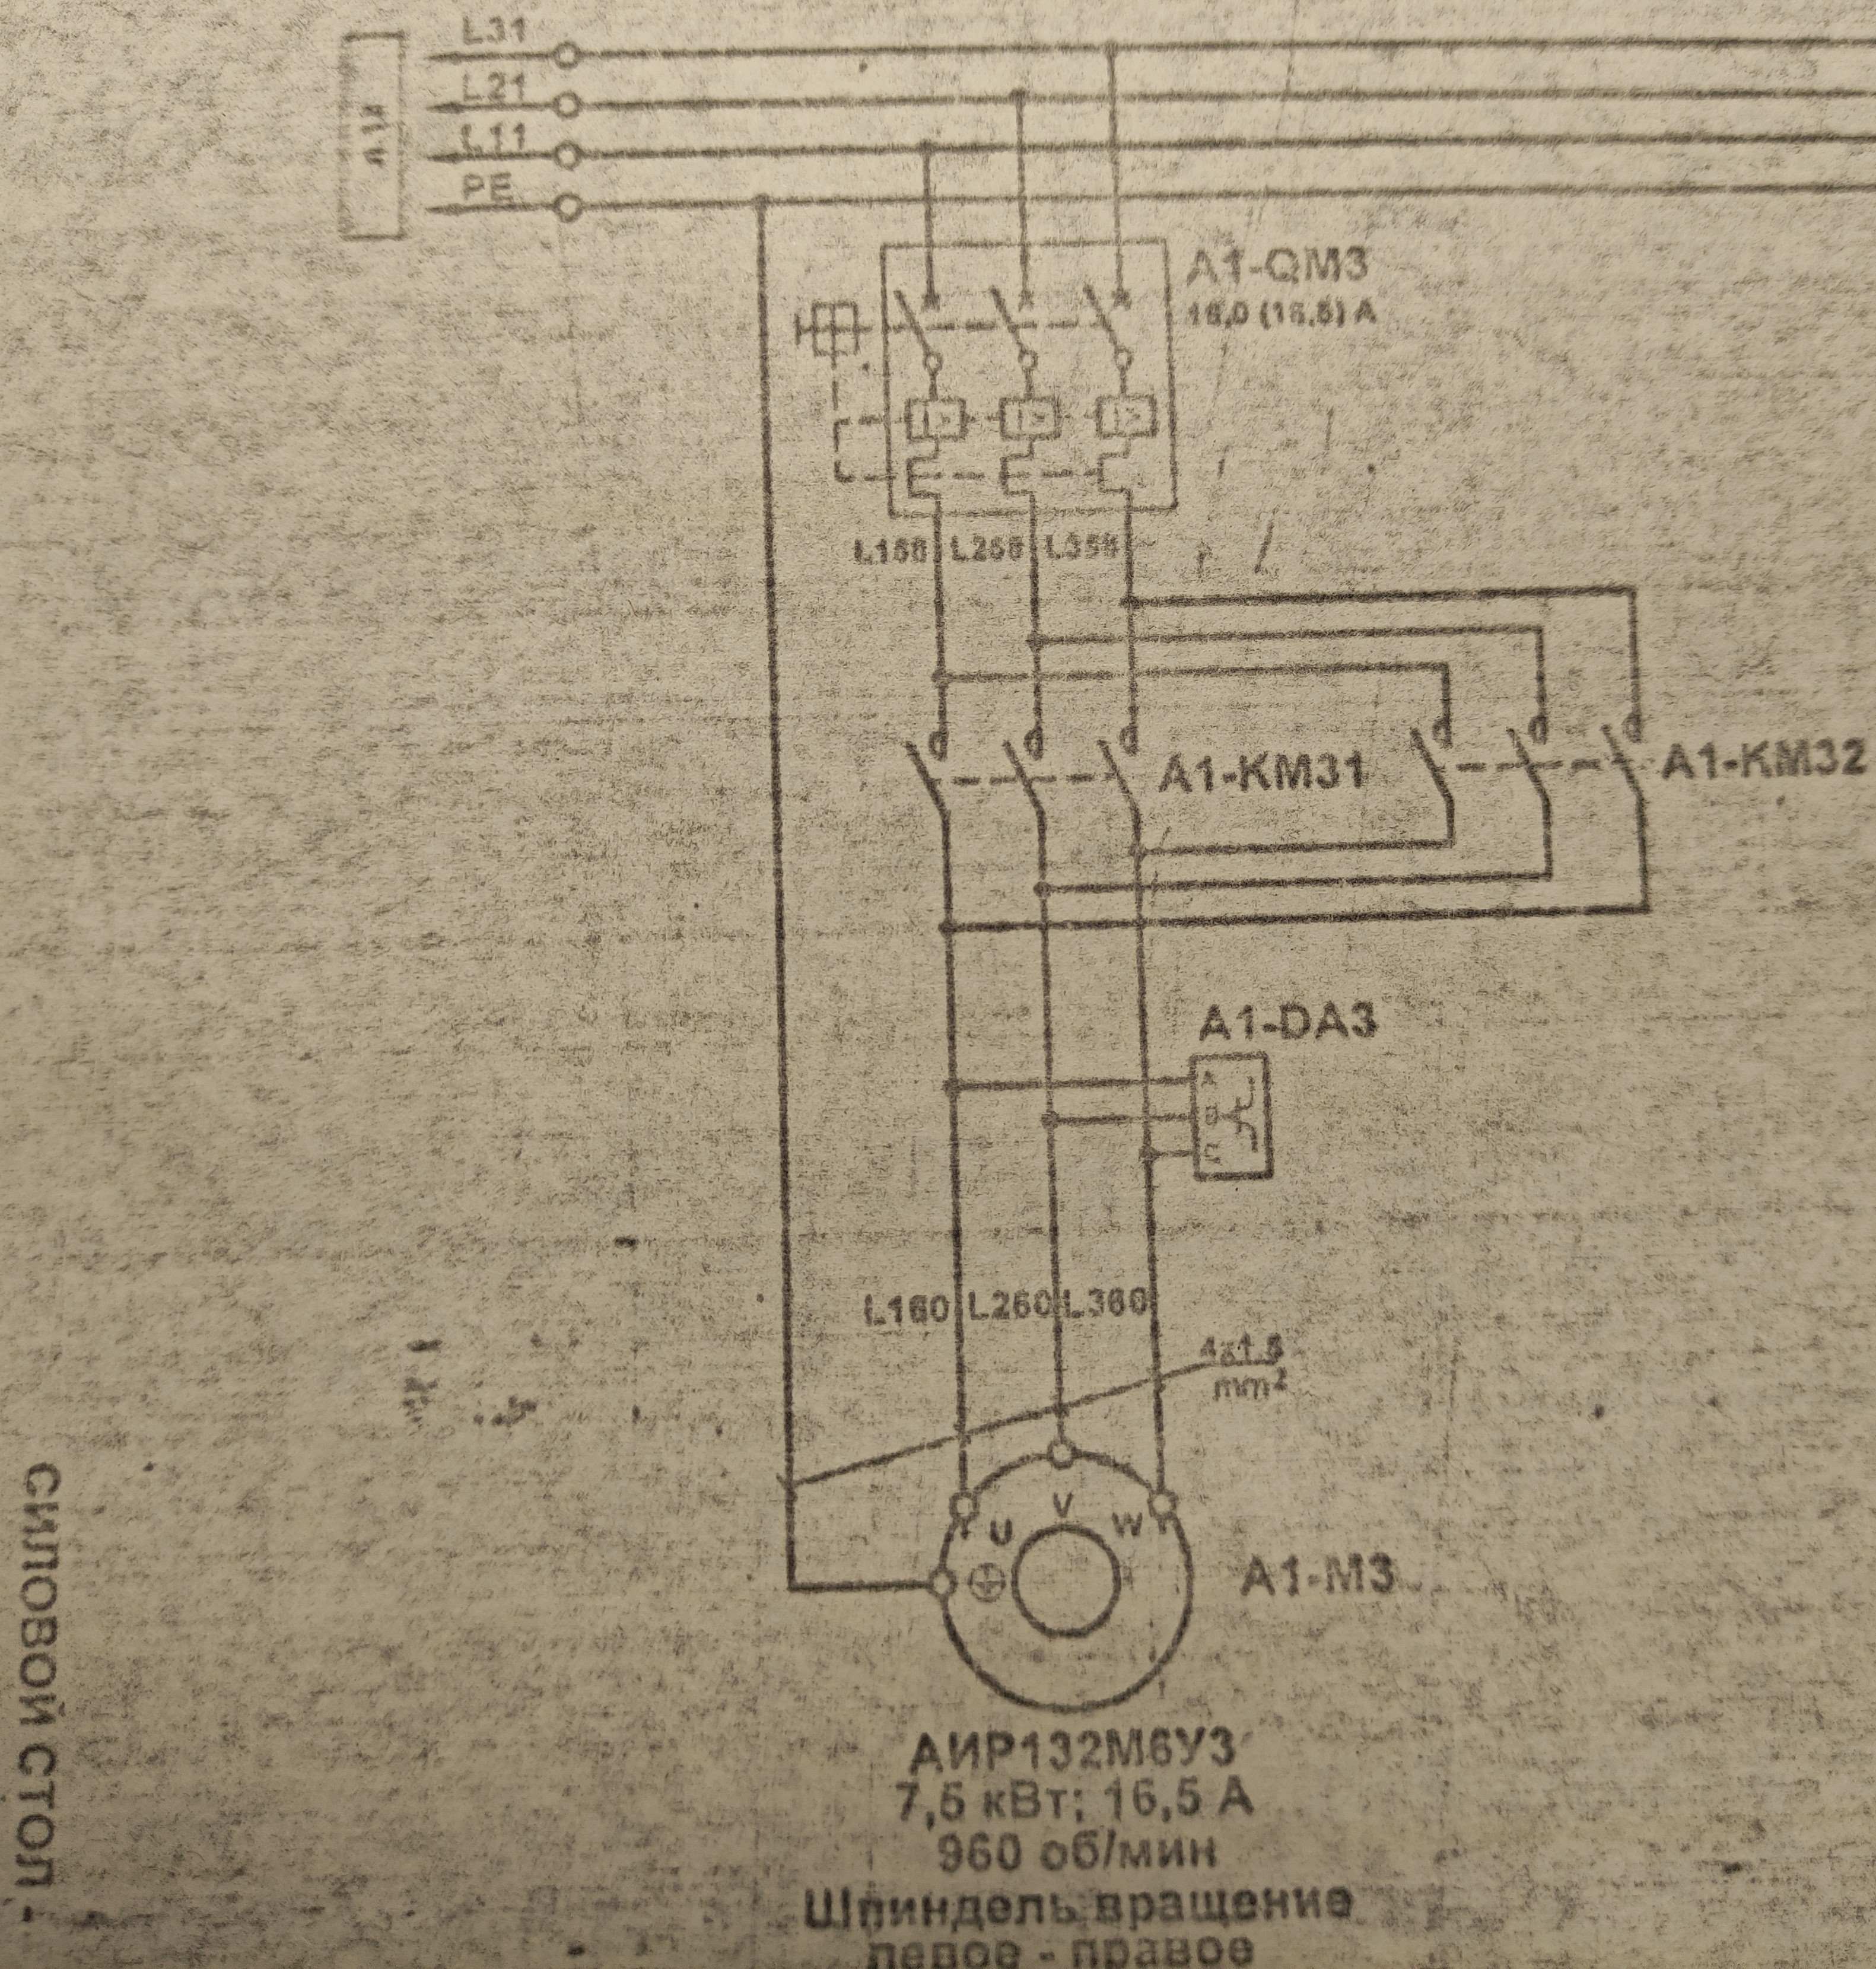 L31
L21
L11
PE
A1-QM3
16,0 (16,5) A
I> I> I>
L258
A1-KM31
A1-KM32
A1-DA3
A
B
C
L160 L260 L360
4x1.5
mm²
U V W
A1-M3
АИР132М6У3
7,5 кВт; 16,5 А
960 об/мин
Шпиндель вращение
левое - правое
СИЛОВОЙ СТОЛ -